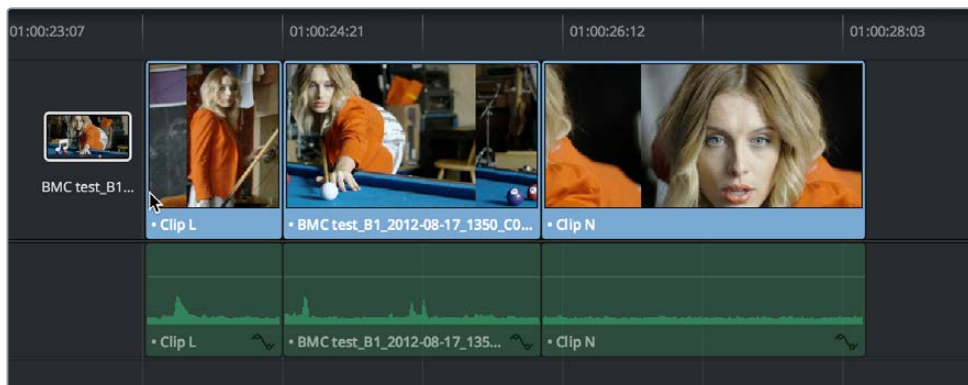 01:00:23:07
01:00:24:21
01:00:26:12
01:00:28:03
BMC test_B1...
• Clip L
• BMC test_B1_2012-08-17_1350_C0...
• Clip N
• Clip L
• BMC test_B1_2012-08-17_135...
• Clip N